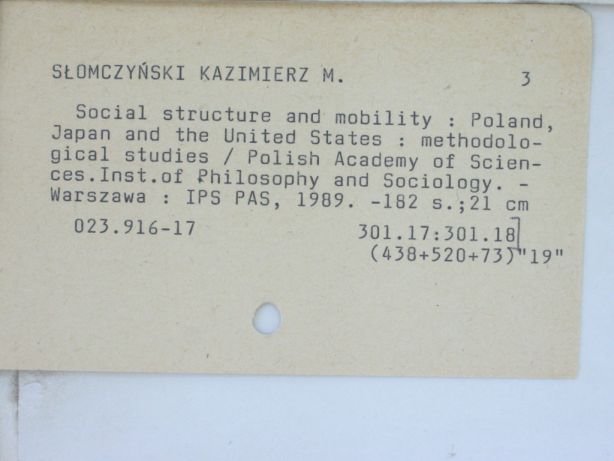 SŁOMCZYŃSKI KAZIMIERZ M. 3
Social structure and mobility : Poland,
Japan and the United States : methodolo-
gical studies / Polish Academy of Scien-
ces.Inst.of Philosophy and Sociology. -
Warszawa : IPS PAS, 1989. -182 s.;21 cm
023.916-17 301.17:301.18]
(438+520+73)"19"